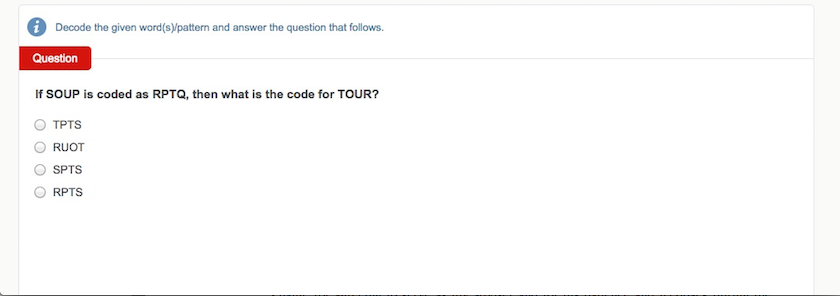 Decode the given word(s)/pattern and answer the question that follows.
Question
If SOUP is coded as RPTQ, then what is the code for TOUR?
TPTS
RUOT
SPTS
RPTS